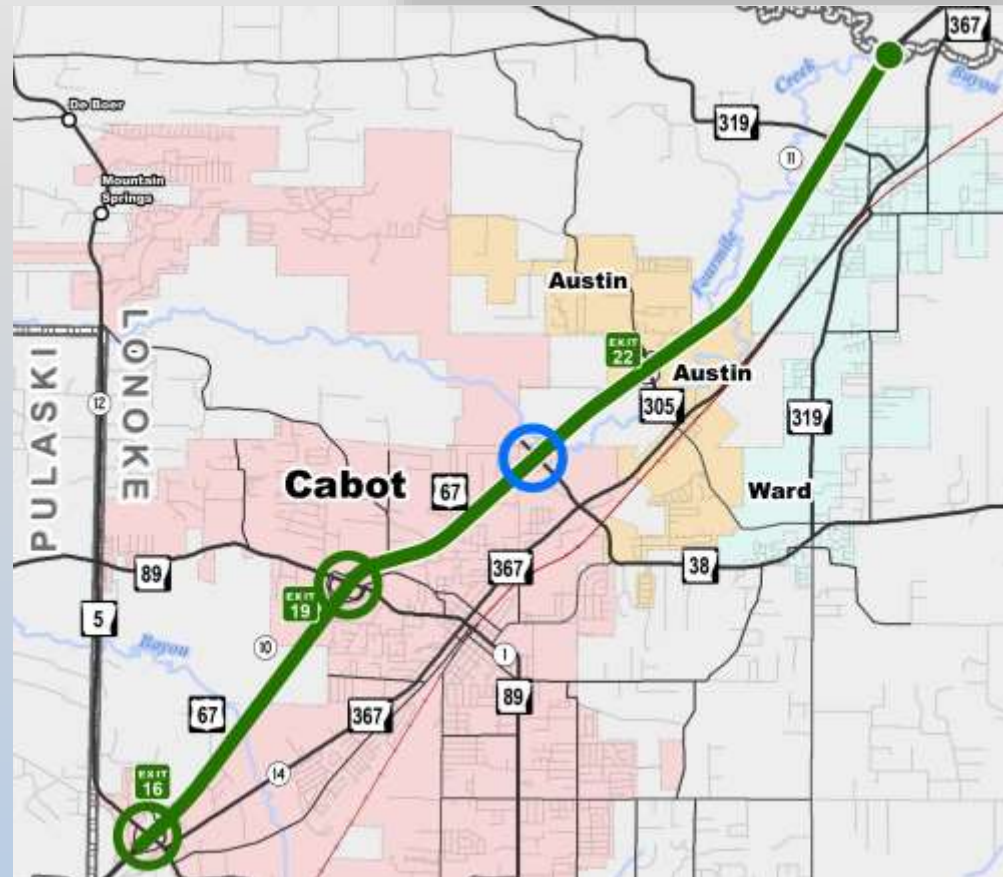 367
Creek
Bayou
De Boer
319
11
Mountain
Springs
Fourmile
Austin
LONOKE
PULASKI
EXIT
22
Austin
12
305
319
Cabot
67
Ward
89
367
38
EXIT
19
5
10
Bayou
1
67
367
89
14
EXIT
16